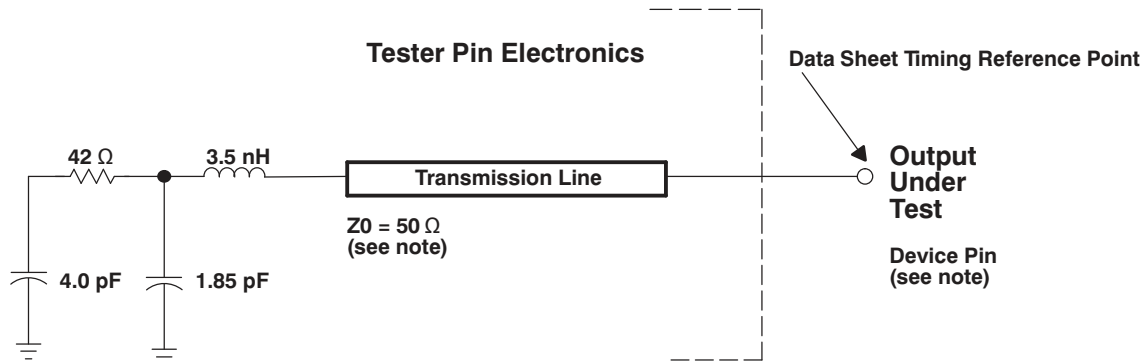 Tester Pin Electronics
Data Sheet Timing Reference Point
42 Ω
3.5 nH
Transmission Line
Output
Under
Test
Z0 = 50 Ω
(see note)
Device Pin
(see note)
4.0 pF
1.85 pF